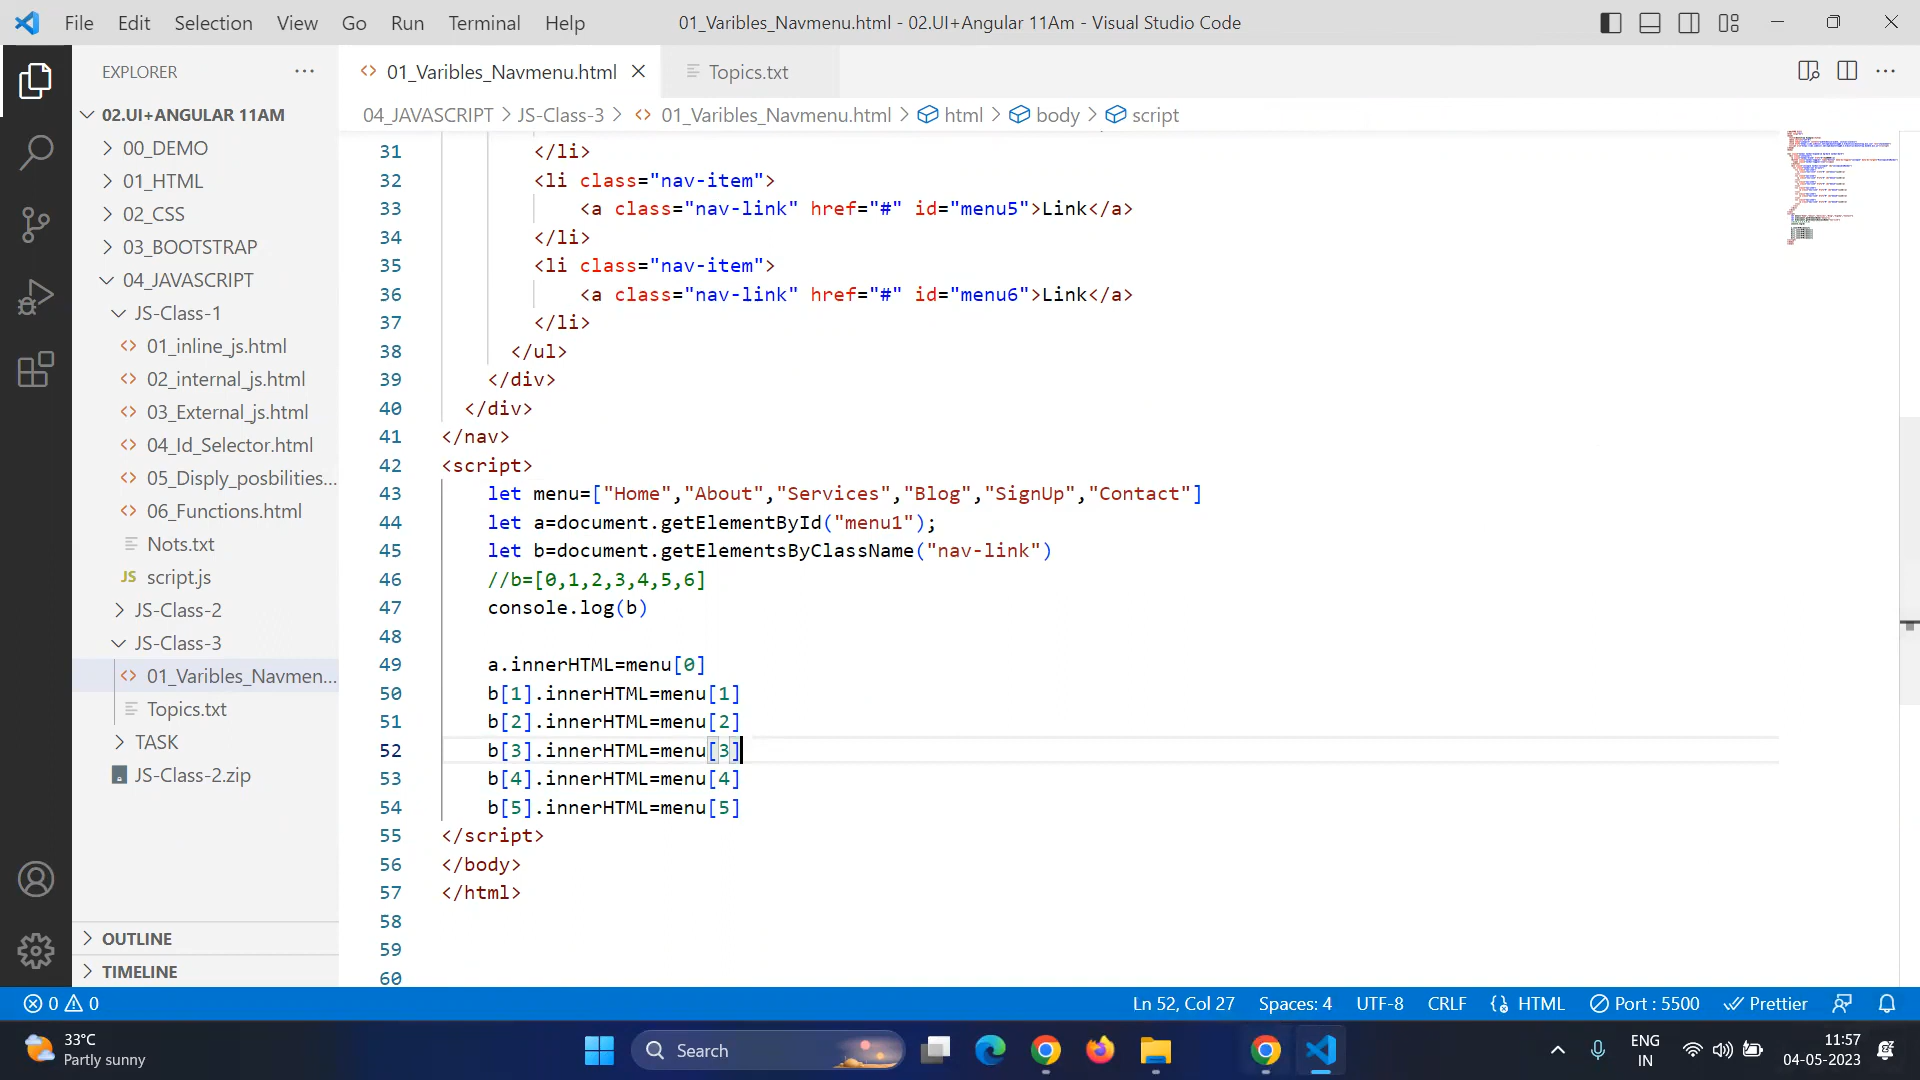 File Edit Selection View Go Run Terminal Help
01_Varibles_Navmenu.html - 02.UI+Angular 11Am - Visual Studio Code
EXPLORER
01_Varibles_Navmenu.html
Topics.txt
04_JAVASCRIPT > JS-Class-3 > 01_Varibles_Navmenu.html > html > body > script
02.UI+ANGULAR 11AM
00_DEMO
01_HTML
02_CSS
03_BOOTSTRAP
04_JAVASCRIPT
JS-Class-1
01_inline_js.html
02_internal_js.html
03_External_js.html
04_Id_Selector.html
05_Disply_posbilities...
06_Functions.html
Nots.txt
JS script.js
JS-Class-2
JS-Class-3
01_Varibles_Navmen...
Topics.txt
TASK
JS-Class-2.zip
OUTLINE
TIMELINE
31 </li>
32 <li class="nav-item">
33 <a class="nav-link" href="#" id="menu5">Link</a>
34 </li>
35 <li class="nav-item">
36 <a class="nav-link" href="#" id="menu6">Link</a>
37 </li>
38 </ul>
39 </div>
40 </div>
41 </nav>
42 <script>
43 let menu=["Home","About","Services","Blog","SignUp","Contact"]
44 let a=document.getElementById("menu1");
45 let b=document.getElementsByClassName("nav-link")
46 //b=[0,1,2,3,4,5,6]
47 console.log(b)
48
49 a.innerHTML=menu[0]
50 b[1].innerHTML=menu[1]
51 b[2].innerHTML=menu[2]
52 b[3].innerHTML=menu[3]
53 b[4].innerHTML=menu[4]
54 b[5].innerHTML=menu[5]
55 </script>
56 </body>
57 </html>
58
59
60
0 0
Ln 52, Col 27 Spaces: 4 UTF-8 CRLF HTML Port : 5500 Prettier
33°C
Partly sunny
Search
ENG
IN
11:57
04-05-2023